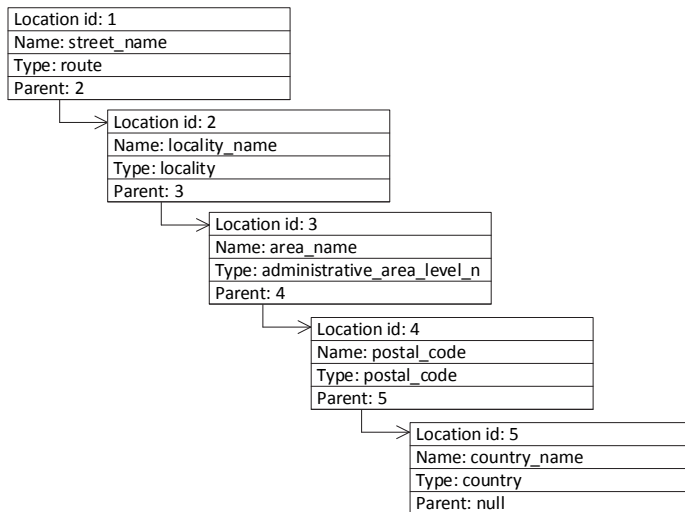 Location id: 1
Name: street_name
Type: route
Parent: 2
Location id: 2
Name: locality_name
Type: locality
Parent: 3
Location id: 3
Name: area_name
Type: administrative_area_level_n
Parent: 4
Location id: 4
Name: postal_code
Type: postal_code
Parent: 5
Location id: 5
Name: country_name
Type: country
Parent: null